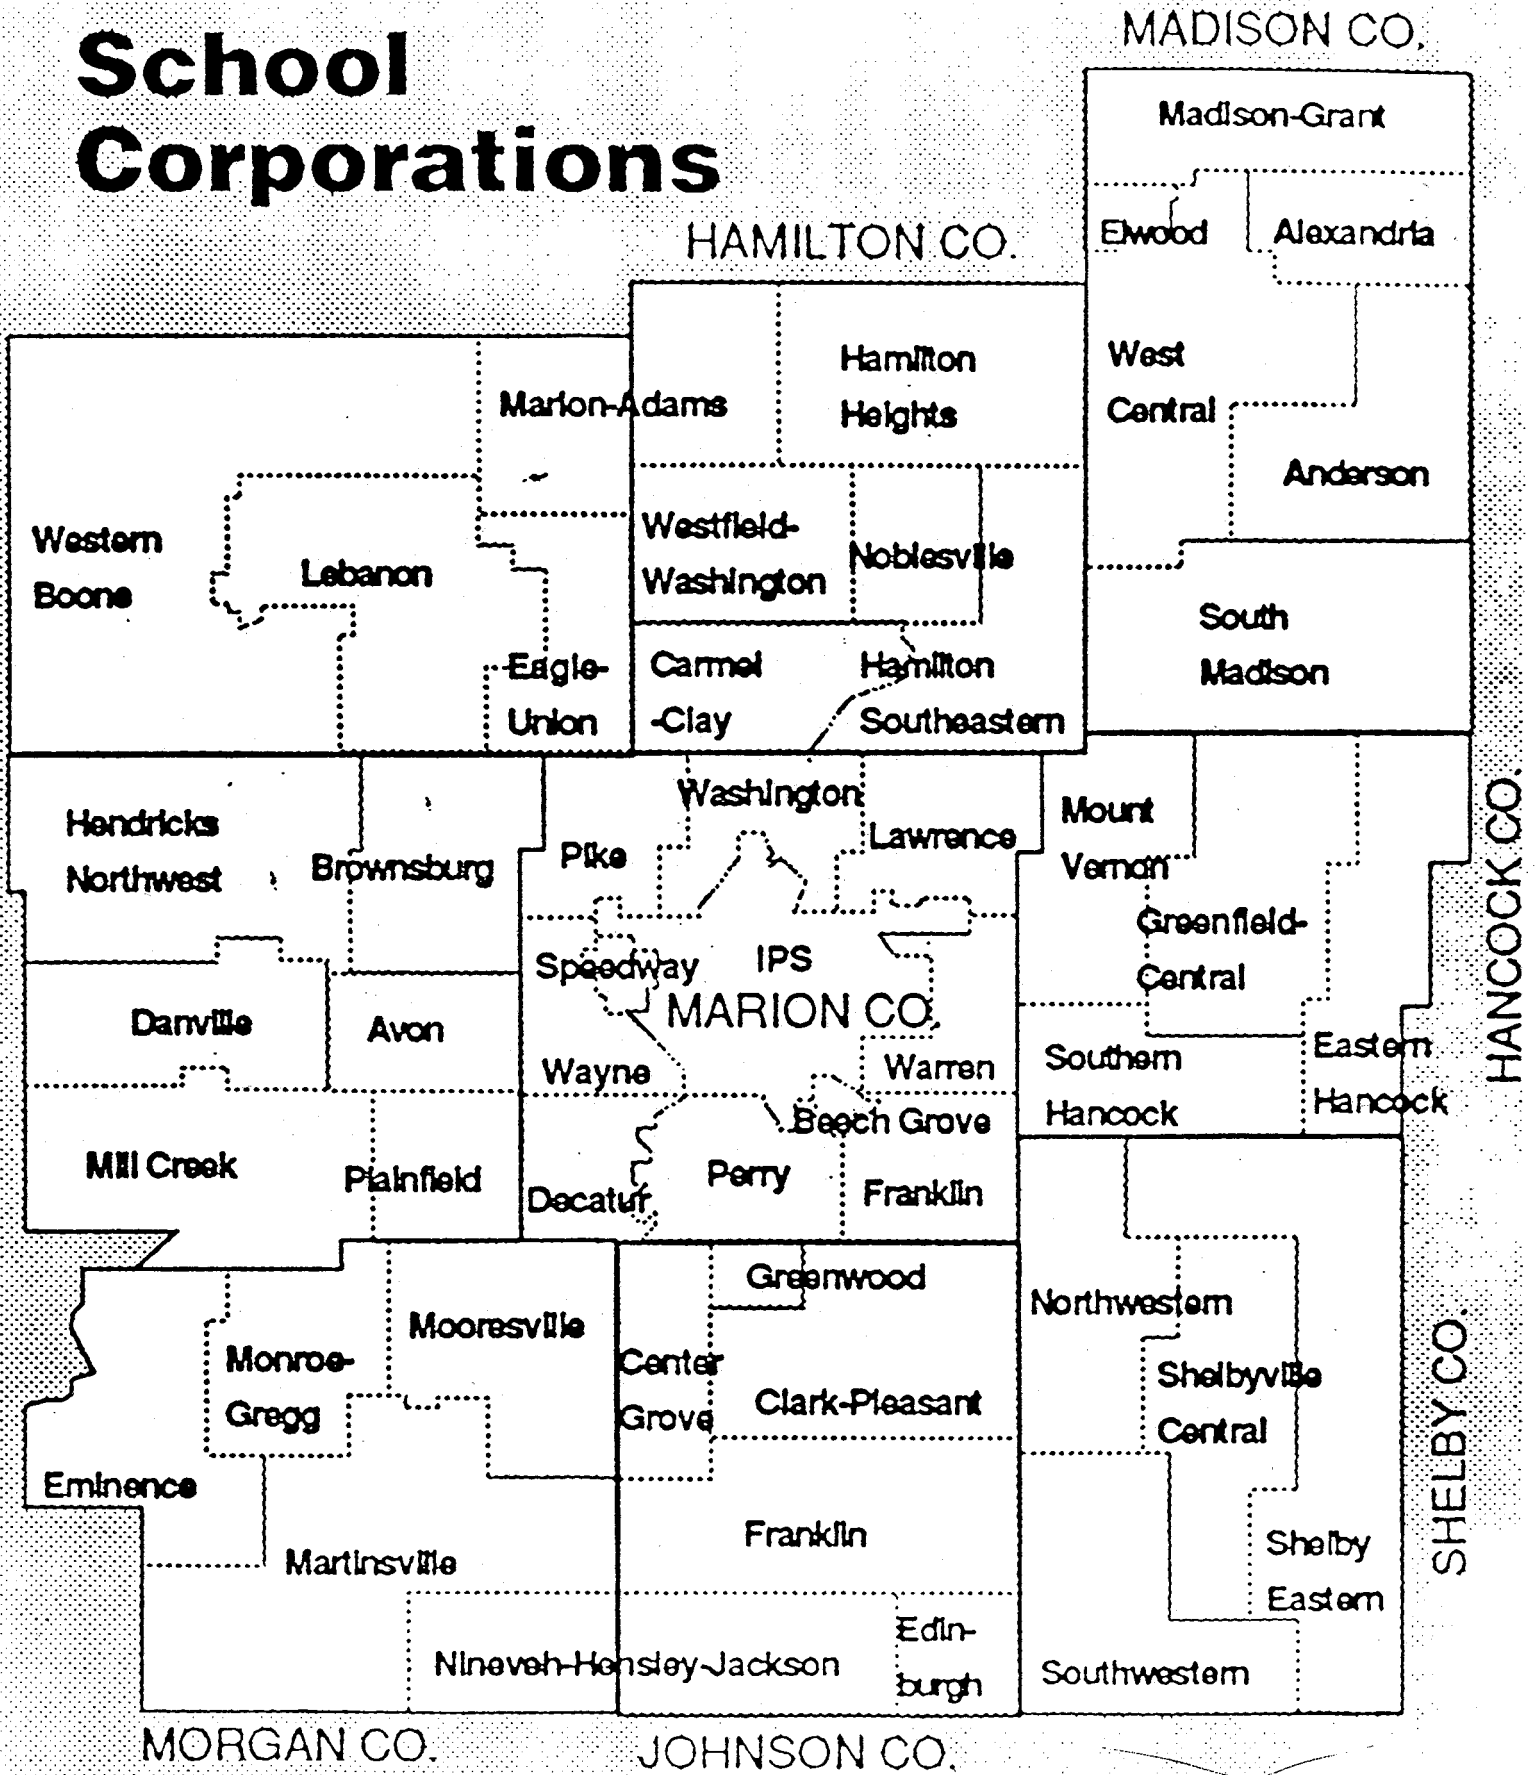 School
Corporations
MADISON CO.
Madison-Grant
Elwood
Alexandria
West
Central
Anderson
South
Madison
HAMILTON CO.
Marion-Adams
Hamilton
Heights
Westfield-
Washington
Noblesville
Carmel
-Clay
Hamilton
Southeastern
Western
Boone
Lebanon
Eagle-
Union
Hendricks
Northwest
Brownsburg
Danville
Avon
Mill Creek
Plainfield
Pike
Washington
Lawrence
Speedway
IPS
MARION CO.
Wayne
Warren
Beech Grove
Decatur
Perry
Franklin
Mount
Vernon
Greenfield-
Central
Southern
Hancock
Eastern
Hancock
HANCOCK CO.
Monroe-
Gregg
Mooresville
Eminence
Martinsville
Greenwood
Center
Grove
Clark-Pleasant
Franklin
Nineveh-Hensley-Jackson
Edin-
burgh
Northwestern
Shelbyville
Central
Shelby
Eastern
Southwestern
SHELBY CO.
MORGAN CO.
JOHNSON CO.